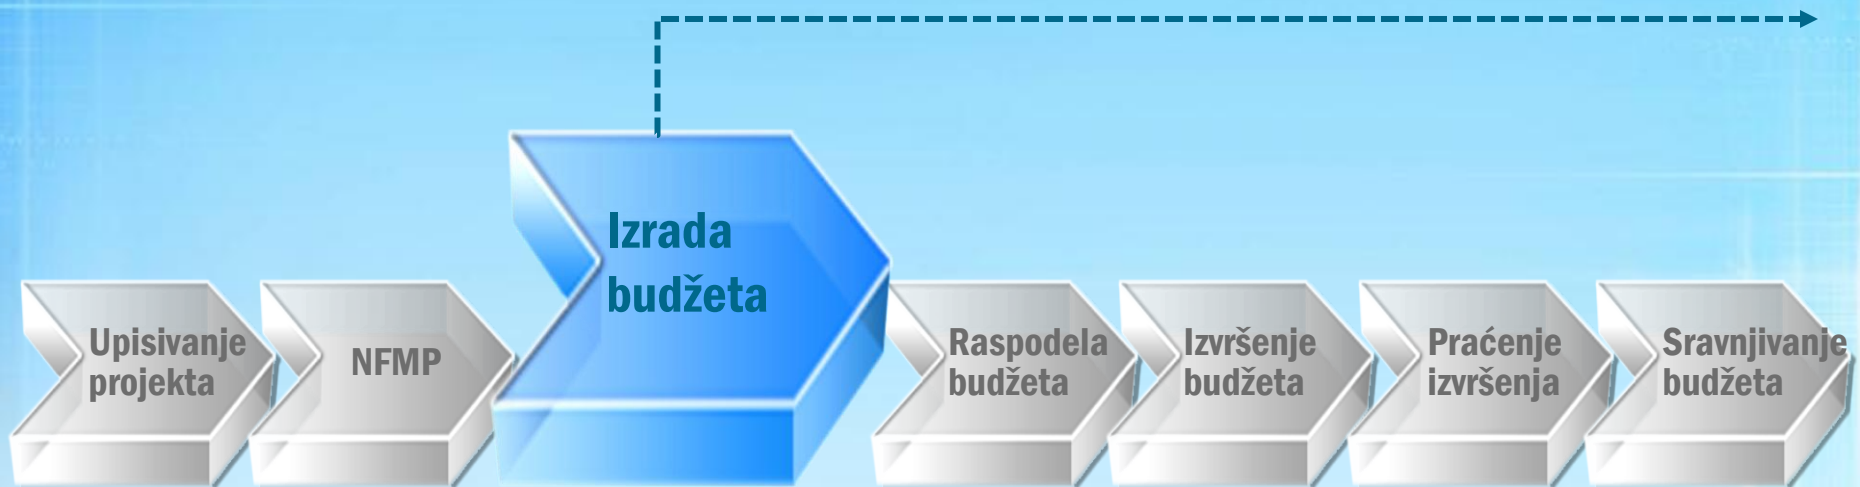 Upisivanje
projekta
NFMP
Izrada
budžeta
Raspodela
budžeta
Izvršenje
budžeta
Praćenje
izvršenja
Sravnjivanje
budžeta